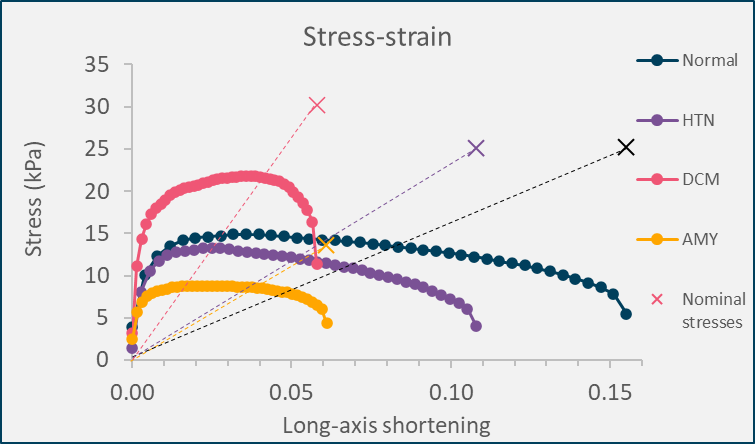 Stress-strain
Stress (kPa)
35
30
25
20
15
10
5
0
0.00
0.05
0.10
0.15
Long-axis shortening
Normal
HTN
DCM
AMY
Nominal
stresses